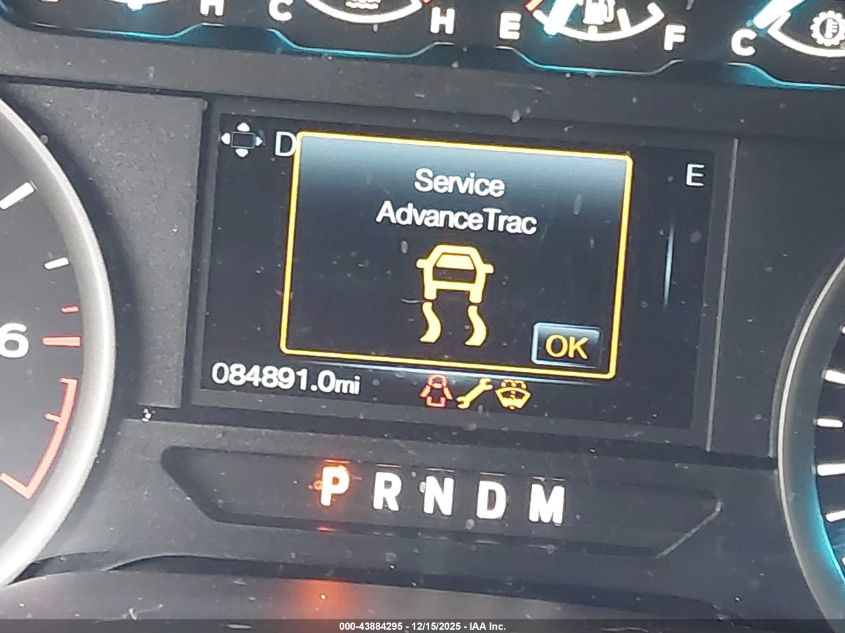 H C H E F C
D E
Service
AdvanceTrac
OK
084891.0mi
6
P R N D M
000-43884295 - 12/15/2025 - IAA Inc.